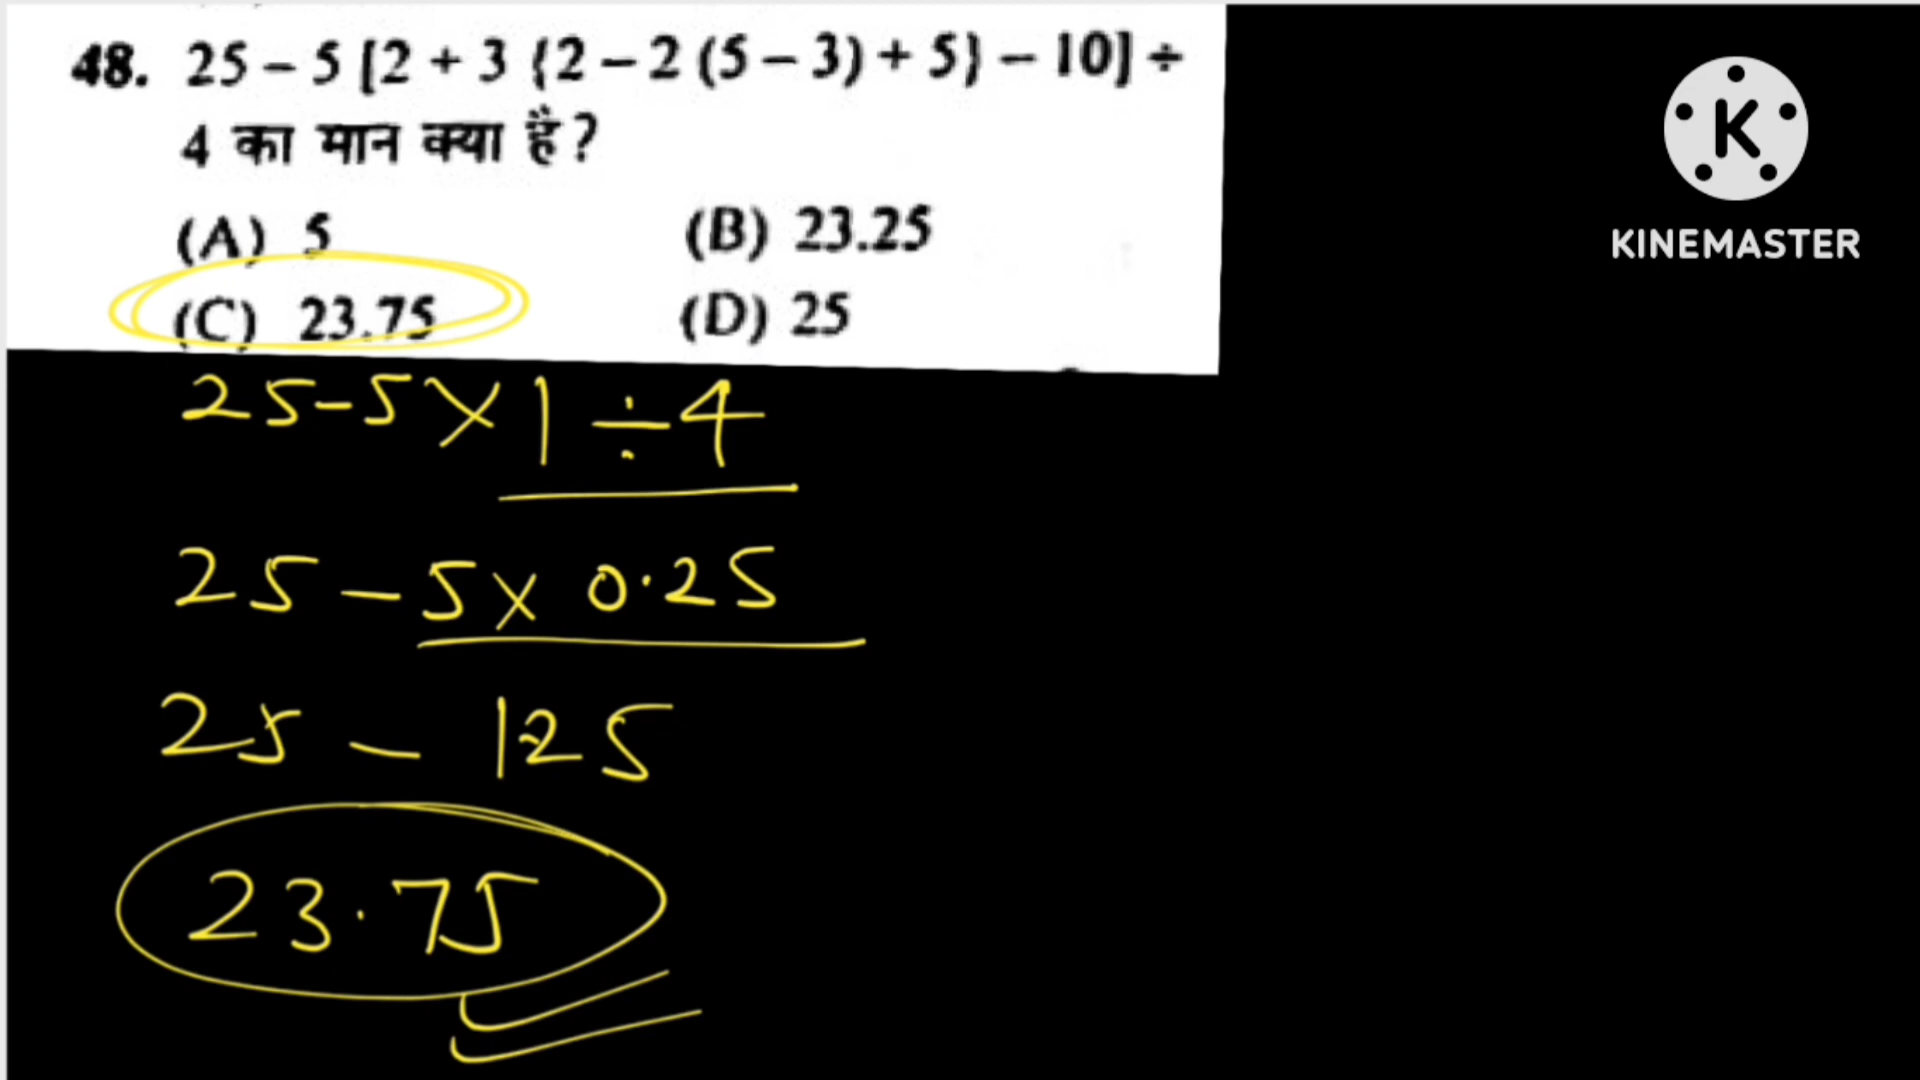 48. 25 – 5 [2 + 3 {2 – 2 (5 – 3) + 5} – 10] ÷
4 का मान क्या है?
(A) 5 (B) 23.25
(C) 23.75 (D) 25
25-5×1÷4
25-5×0.25
25-125
23.75
K
KINEMASTER